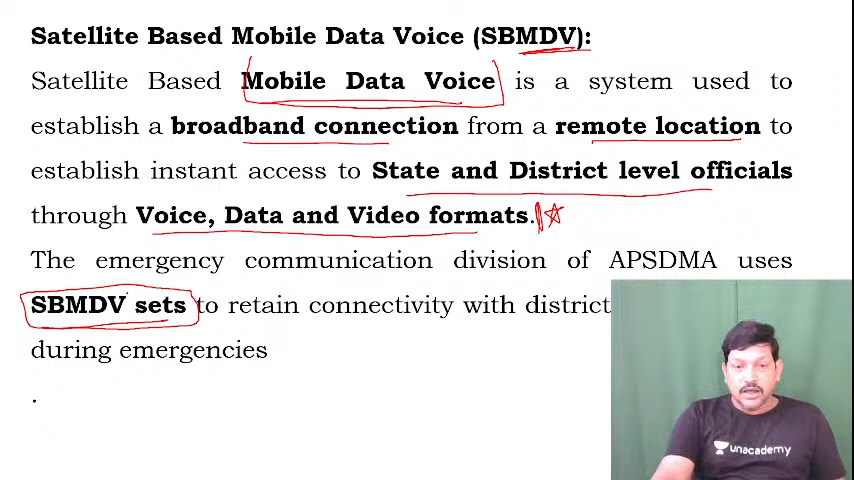 Satellite Based Mobile Data Voice (SBMDV):
Satellite Based Mobile Data Voice is a system used to
establish a broadband connection from a remote location to
establish instant access to State and District level officials
through Voice, Data and Video formats.
The emergency communication division of APSDMA uses
SBMDV sets to retain connectivity with district
during emergencies
.
unacademy